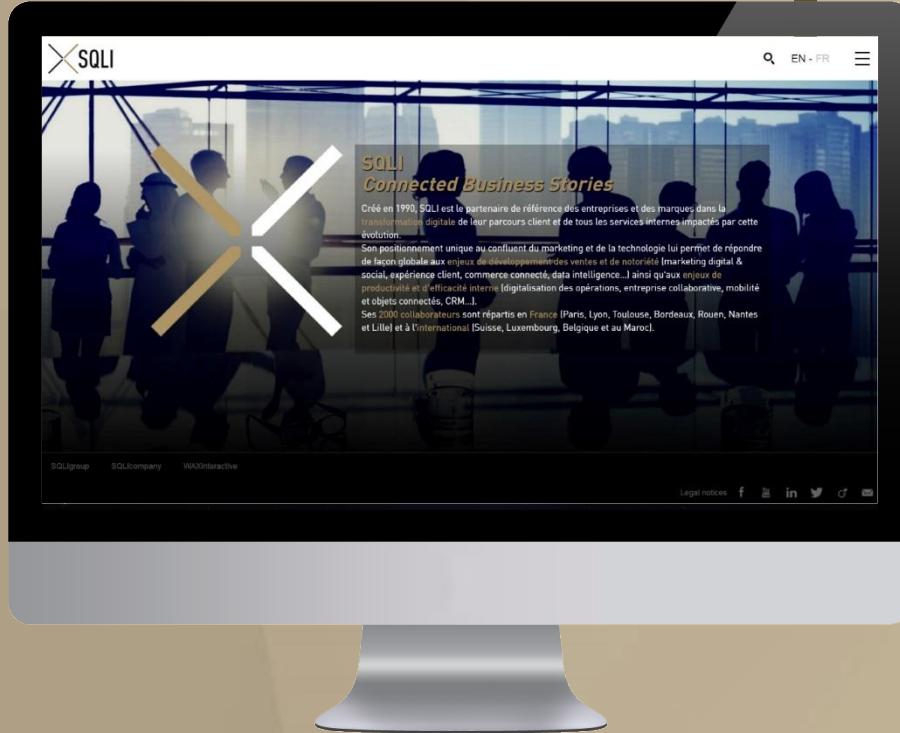 SQLI
EN - FR
SQLI
Connected Business Stories
Créé en 1990, SQLI est le partenaire de référence des entreprises et des marques dans la
transformation digitale de leur parcours client et de tous les services internes impactés par cette
évolution.
Son positionnement unique au confluent du marketing et de la technologie lui permet de répondre
de façon globale aux enjeux de développement des ventes et de notoriété (marketing digital &
social, expérience client, commerce connecté, data intelligence...) ainsi qu'aux enjeux de
productivité et d'efficacité interne (digitalisation des opérations, entreprise collaborative, mobilité
et objets connectés, CRM...).
Ses 2000 collaborateurs sont répartis en France (Paris, Lyon, Toulouse, Bordeaux, Rouen, Nantes
et Lille) et à l'international (Suisse, Luxembourg, Belgique et au Maroc).
SQLIgroup SQLIcompany WAXinteractive
Legal notices f in